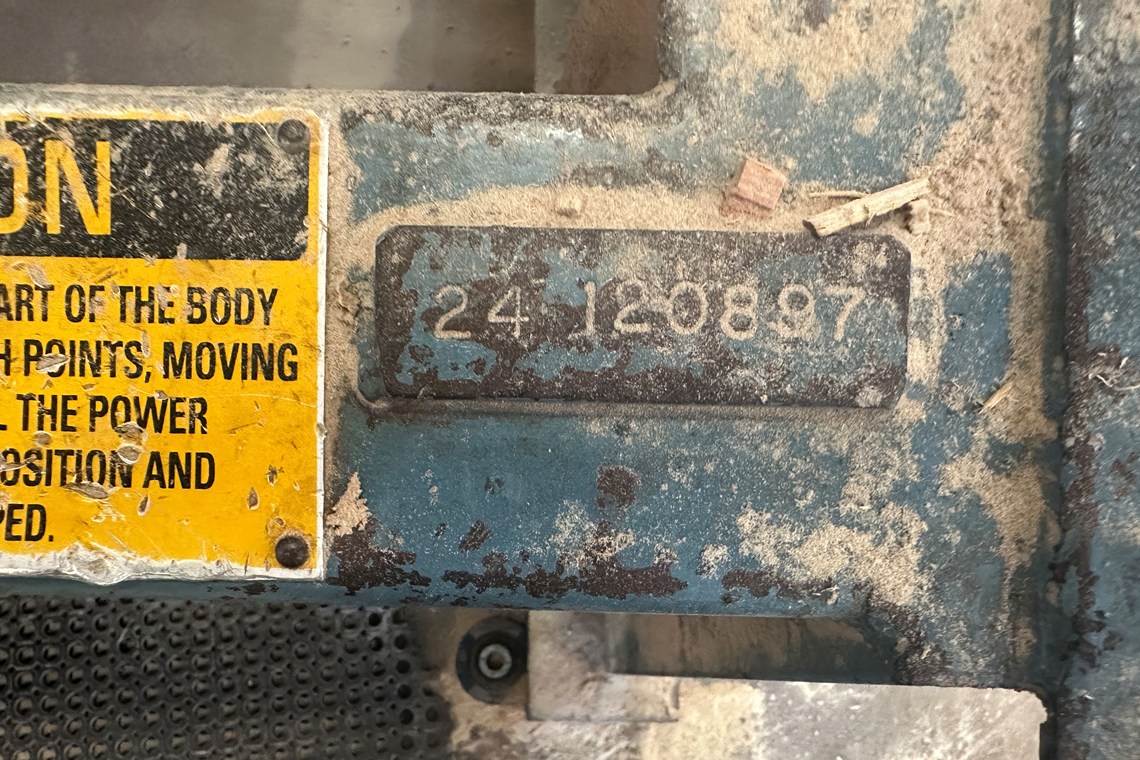 ON
ART OF THE BODY
H POINTS, MOVING
L THE POWER
OSITION AND
PED.
24 120897